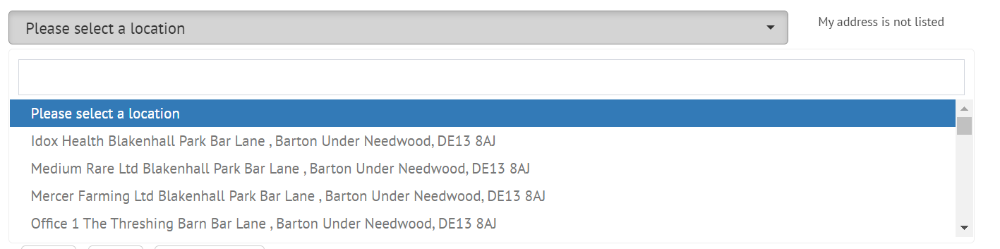 Please select a location
My address is not listed
Please select a location
Idox Health Blakenhall Park Bar Lane , Barton Under Needwood, DE13 8AJ
Medium Rare Ltd Blakenhall Park Bar Lane , Barton Under Needwood, DE13 8AJ
Mercer Farming Ltd Blakenhall Park Bar Lane , Barton Under Needwood, DE13 8AJ
Office 1 The Threshing Barn Bar Lane , Barton Under Needwood, DE13 8AJ